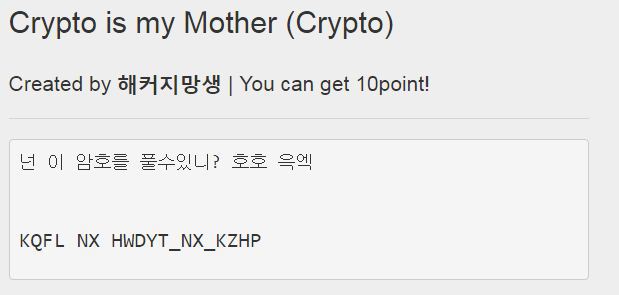 Crypto is my Mother (Crypto)
Created by 해커지망생 | You can get 10point!
넌 이 암호를 풀수있니? 호호 윽엑
KQFL NX HWDYT_NX_KZHP